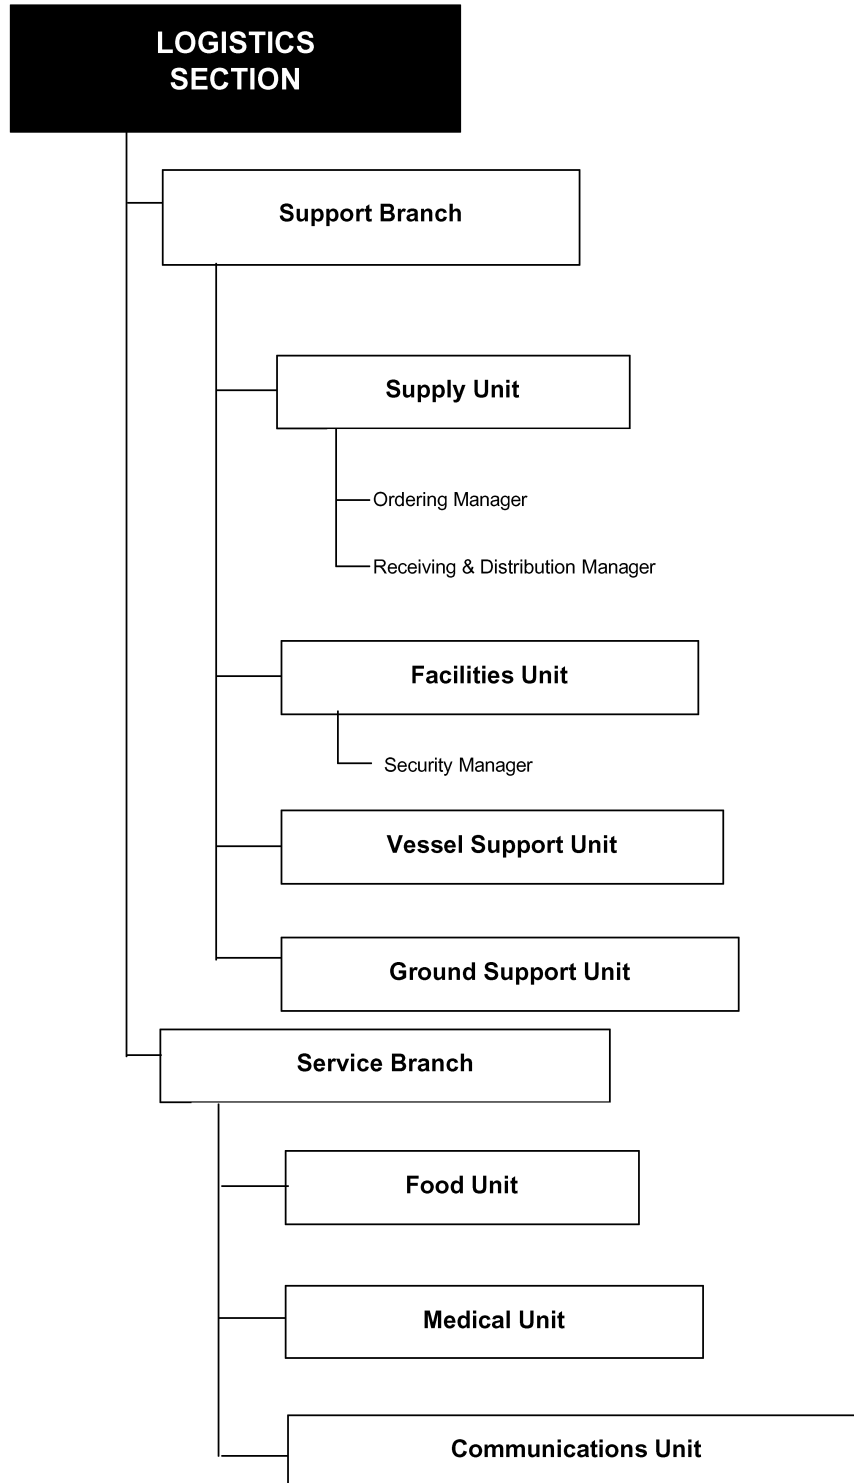 LOGISTICS
SECTION
Support Branch
Supply Unit
Ordering Manager
Receiving & Distribution Manager
Facilities Unit
Security Manager
Vessel Support Unit
Ground Support Unit
Service Branch
Food Unit
Medical Unit
Communications Unit